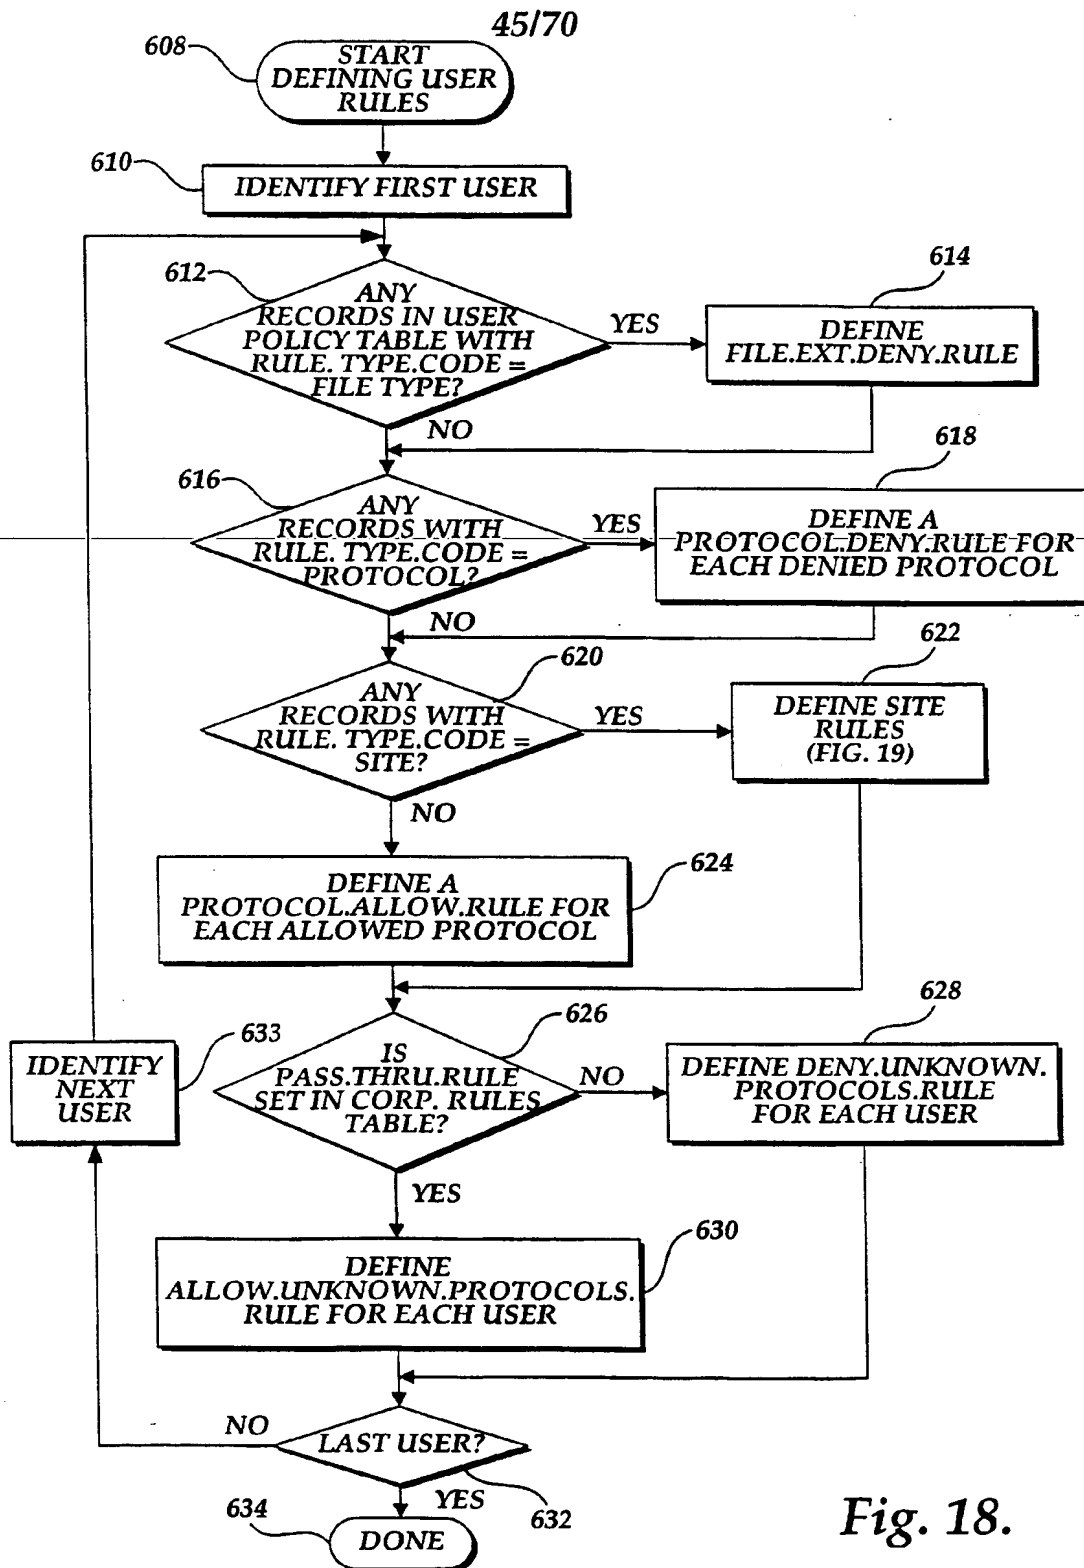 45/70
608
START
DEFINING USER
RULES
610
IDENTIFY FIRST USER
612
ANY
RECORDS IN USER
POLICY TABLE WITH
RULE. TYPE.CODE =
FILE TYPE?
YES
614
DEFINE
FILE.EXT.DENY.RULE
NO
616
ANY
RECORDS WITH
RULE. TYPE.CODE =
PROTOCOL?
YES
618
DEFINE A
PROTOCOL.DENY.RULE FOR
EACH DENIED PROTOCOL
NO
620
ANY
RECORDS WITH
RULE. TYPE.CODE =
SITE?
YES
622
DEFINE SITE
RULES
(FIG. 19)
NO
624
DEFINE A
PROTOCOL.ALLOW.RULE FOR
EACH ALLOWED PROTOCOL
626
IS
PASS.THRU.RULE
SET IN CORP. RULES
TABLE?
NO
628
DEFINE DENY.UNKNOWN.
PROTOCOLS.RULE
FOR EACH USER
633
IDENTIFY
NEXT
USER
YES
630
DEFINE
ALLOW.UNKNOWN.PROTOCOLS.
RULE FOR EACH USER
NO
LAST USER?
632
YES
634
DONE
Fig. 18.